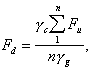 F_d = \frac{\gamma_c \sum_{1}^{n} F_u}{n \gamma_g},